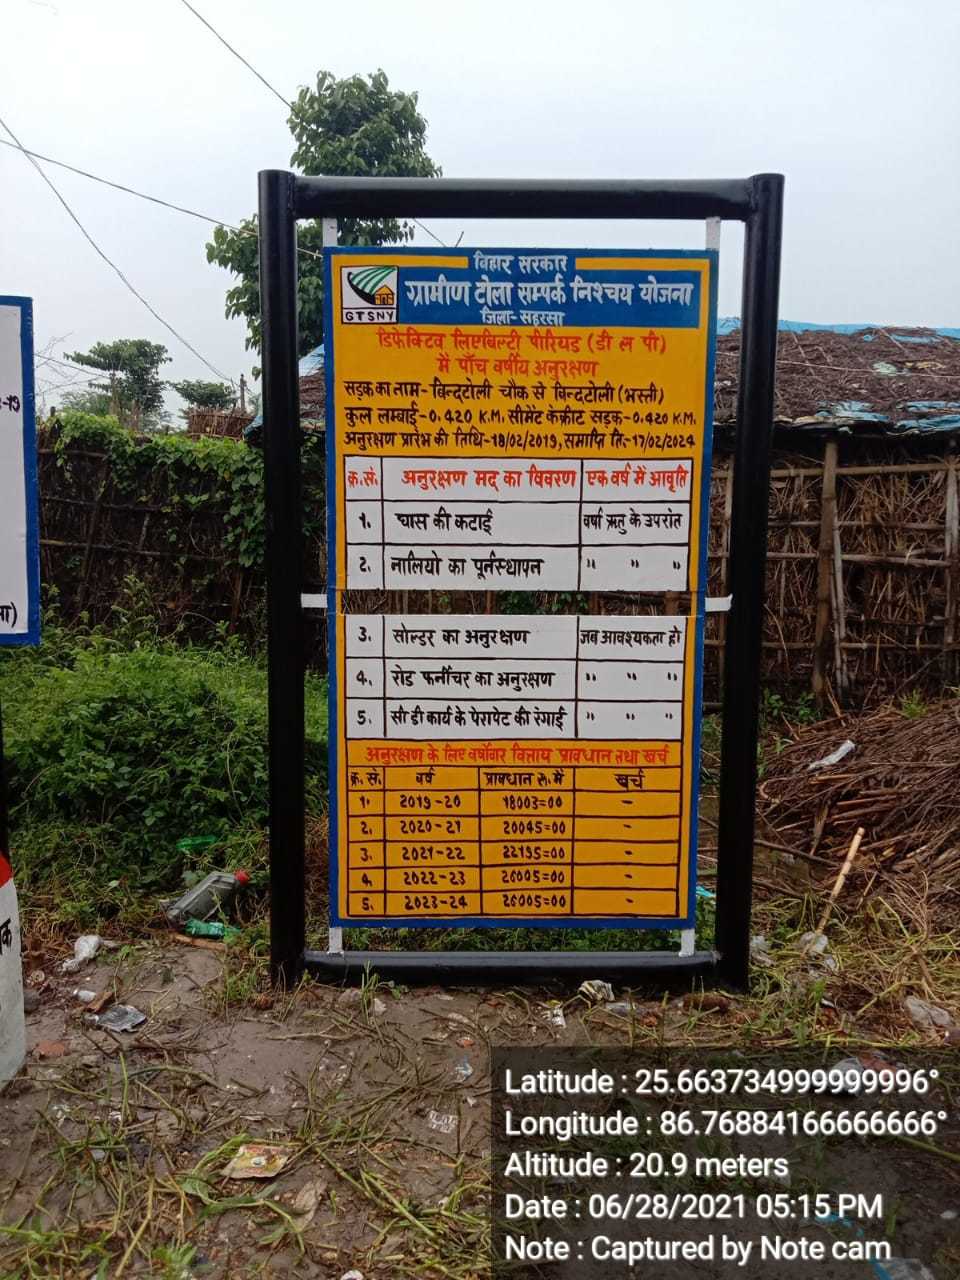 बिहार सरकार
ग्रामीण टोला सम्पर्क निश्चय योजना
GTSNY
जिला- सहरसा
डिफेक्टिव लिएबिल्टी पीरियड (डी ल पी)
में पाँच वर्षीय अनुरक्षण
सड़क का नाम- बिन्दटोली चौक से बिन्दटोली (भस्ती)
कुल लम्बाई-0.420 K.M. सीमेंट कंक्रीट सड़क-0.420 K.M.
अनुरक्षण प्रारंभ की तिथि-18/02/2019, समाप्ति ति:-17/02/2024
क्र.सं. अनुरक्षण मद् का विवरण एक वर्ष में आवृति
1. घास की कटाई वर्षा ऋतु के उपरांत
2. नालियो का पूर्नस्थापन " " "
3. सोल्डर का अनुरक्षण जब आवश्यकता हो
4. रोड फर्नीचर का अनुरक्षण " " "
5. सी डी कार्य के पेरापेट की रंगाई " " "
अनुरक्षण के लिए वर्षोवार वित्तीय प्रावधान तथा खर्च
क्र.सं. वर्ष प्रावधान रू. में खर्च
1. 2019-20 18003=00 -
2. 2020-21 20045=00 -
3. 2021-22 22195=00 -
4. 2022-23 26005=00 -
5. 2023-24 26005=00 -
Latitude : 25.663734999999996°
Longitude : 86.76884166666666°
Altitude : 20.9 meters
Date : 06/28/2021 05:15 PM
Note : Captured by Note cam